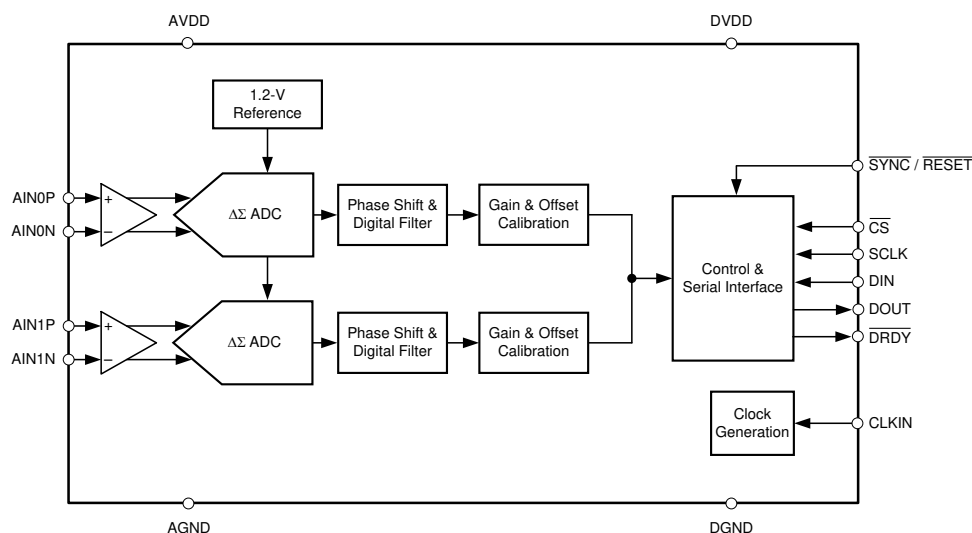 AVDD
DVDD
1.2-V
Reference
SYNC / RESET
AIN0P
+
ΔΣ ADC
Phase Shift &
Digital Filter
Gain & Offset
Calibration
AIN0N
−
CS
SCLK
Control &
Serial Interface
DIN
DOUT
DRDY
AIN1P
+
ΔΣ ADC
Phase Shift &
Digital Filter
Gain & Offset
Calibration
AIN1N
−
Clock
Generation
CLKIN
AGND
DGND